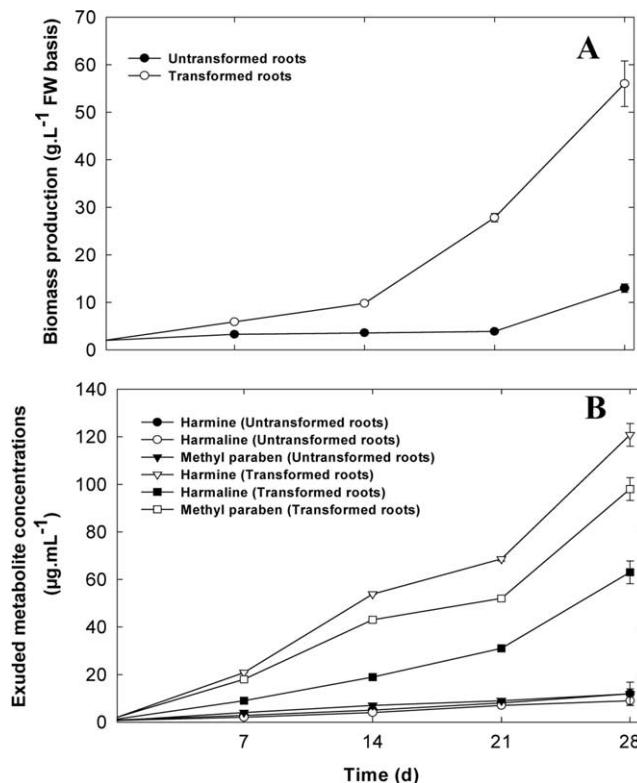 70
60
50
40
30
20
10
0
Biomass production (g.L⁻¹ FW basis)
A
Untransformed roots
Transformed roots
140
120
100
80
60
40
20
0
Exuded metabolite concentrations
(µg.mL⁻¹)
B
Harmine (Untransformed roots)
Harmaline (Untransformed roots)
Methyl paraben (Untransformed roots)
Harmine (Transformed roots)
Harmaline (Transformed roots)
Methyl paraben (Transformed roots)
7 14 21 28
Time (d)